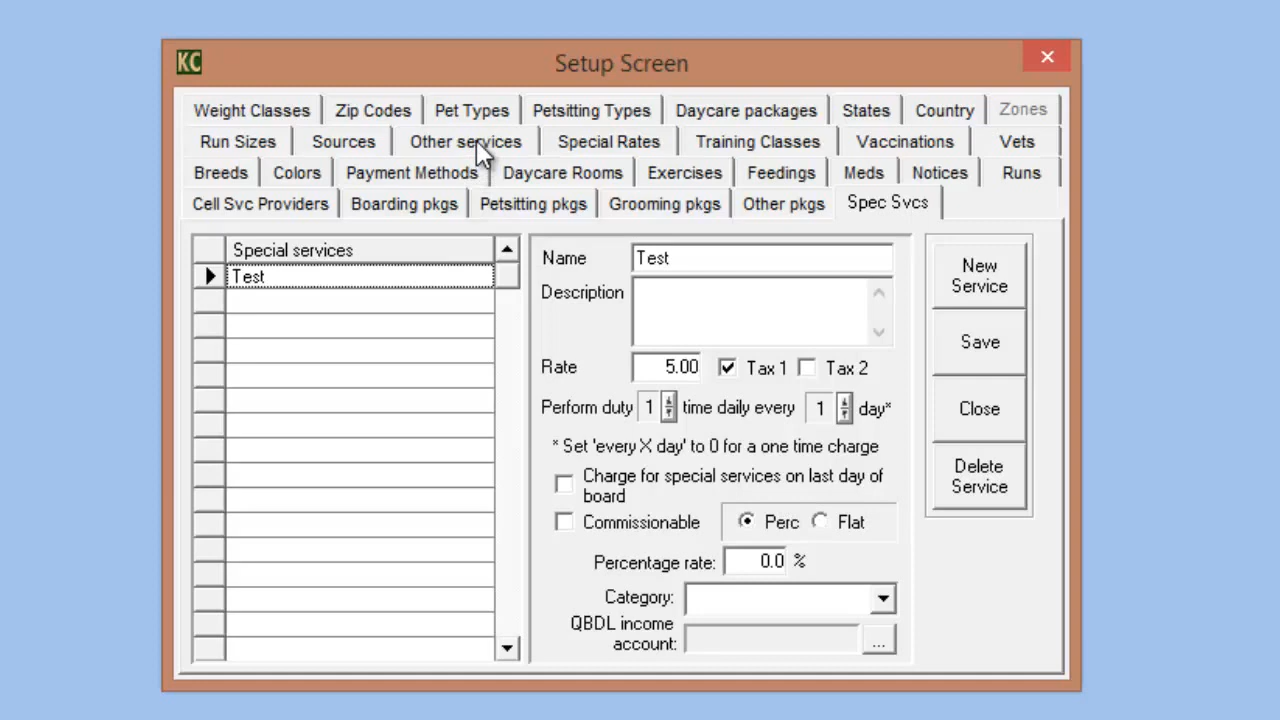 KC
Setup Screen
Weight Classes Zip Codes Pet Types Petsitting Types Daycare packages States Country Zones
Run Sizes Sources Other services Special Rates Training Classes Vaccinations Vets
Breeds Colors Payment Methods Daycare Rooms Exercises Feedings Meds Notices Runs
Cell Svc Providers Boarding pkgs Petsitting pkgs Grooming pkgs Other pkgs Spec Svcs
Special services
Test
Name Test
Description
Rate 5.00 Tax 1 Tax 2
Perform duty 1 time daily every 1 day*
* Set 'every X day' to 0 for a one time charge
Charge for special services on last day of
board
Commissionable Perc Flat
Percentage rate: 0.0 %
Category:
QBDL income
account: ...
New
Service
Save
Close
Delete
Service